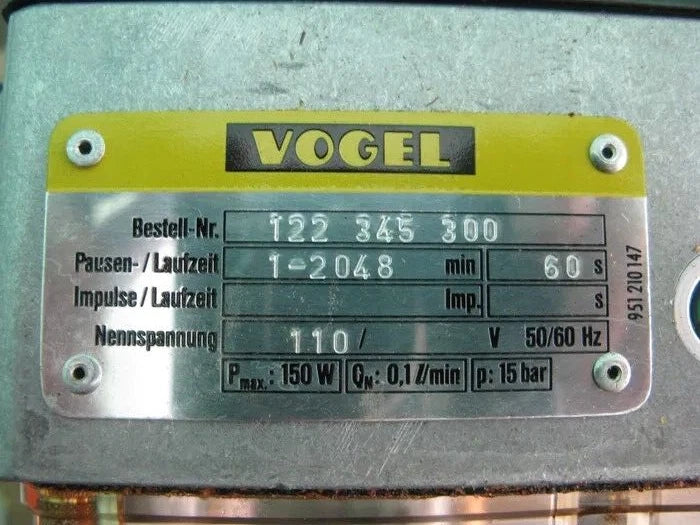 VOGEL
Bestell-Nr. 122 345 300
Pausen-/Laufzeit 1-2048 min 60 s
Impulse/Laufzeit Imp. s
Nennspannung 110/ V 50/60 Hz
Pmax.: 150 W QN: 0,1 l/min p: 15 bar
951 210 147